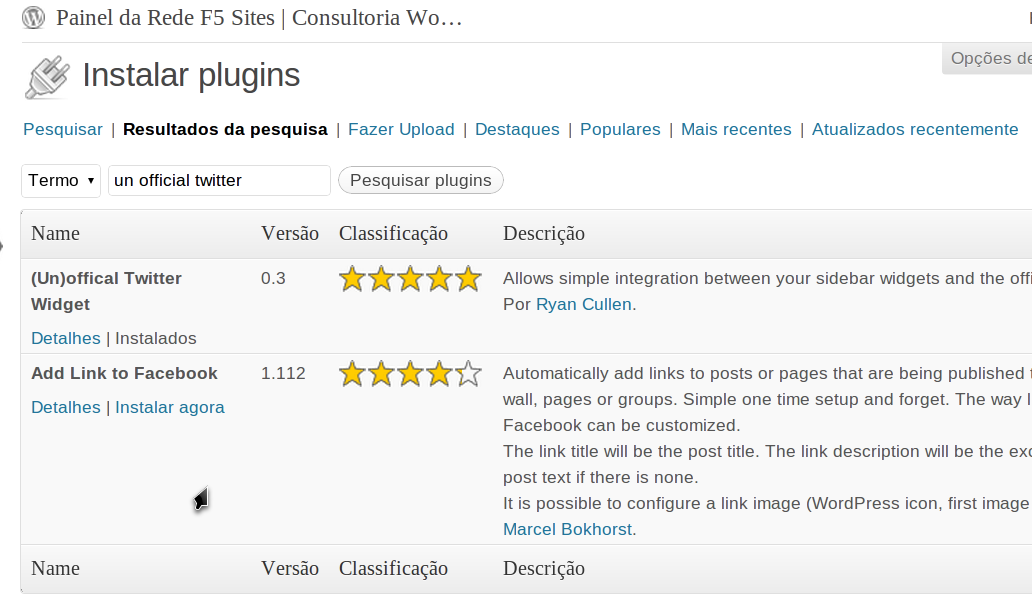 Painel da Rede F5 Sites | Consultoria Wo…
Opções de
Instalar plugins
Pesquisar | Resultados da pesquisa | Fazer Upload | Destaques | Populares | Mais recentes | Atualizados recentemente
Termo un official twitter Pesquisar plugins
Name Versão Classificação Descrição
(Un)offical Twitter Widget 0.3 Allows simple integration between your sidebar widgets and the offi
Por Ryan Cullen.
Detalhes | Instalados
Add Link to Facebook 1.112 Automatically add links to posts or pages that are being published
wall, pages or groups. Simple one time setup and forget. The way l
Detalhes | Instalar agora
Facebook can be customized.
The link title will be the post title. The link description will be the exc
post text if there is none.
It is possible to configure a link image (WordPress icon, first image
Marcel Bokhorst.
Name Versão Classificação Descrição